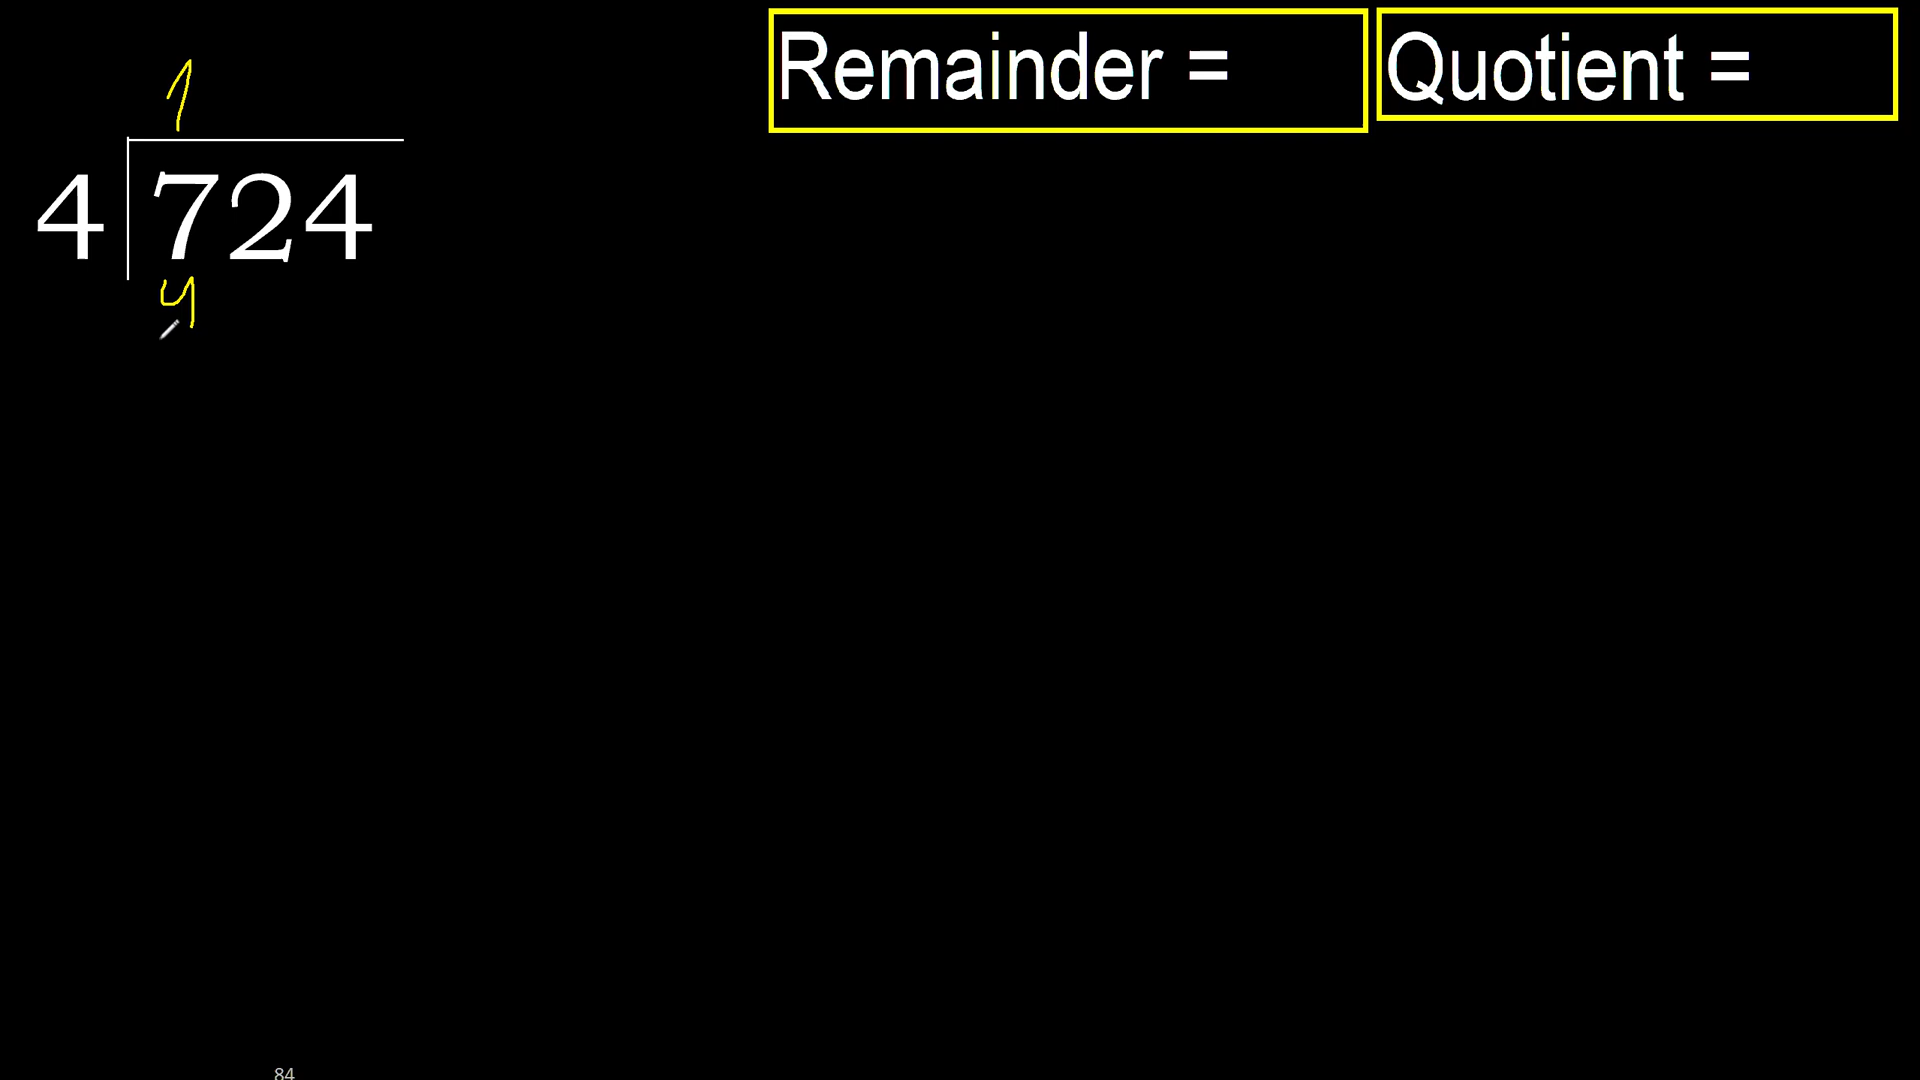 Remainder = Quotient =
1
4 724
4
84